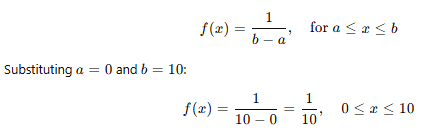 f(x) = 1/(b − a), for a ≤ x ≤ b
Substituting a = 0 and b = 10:
f(x) = 1/(10 − 0) = 1/10, 0 ≤ x ≤ 10